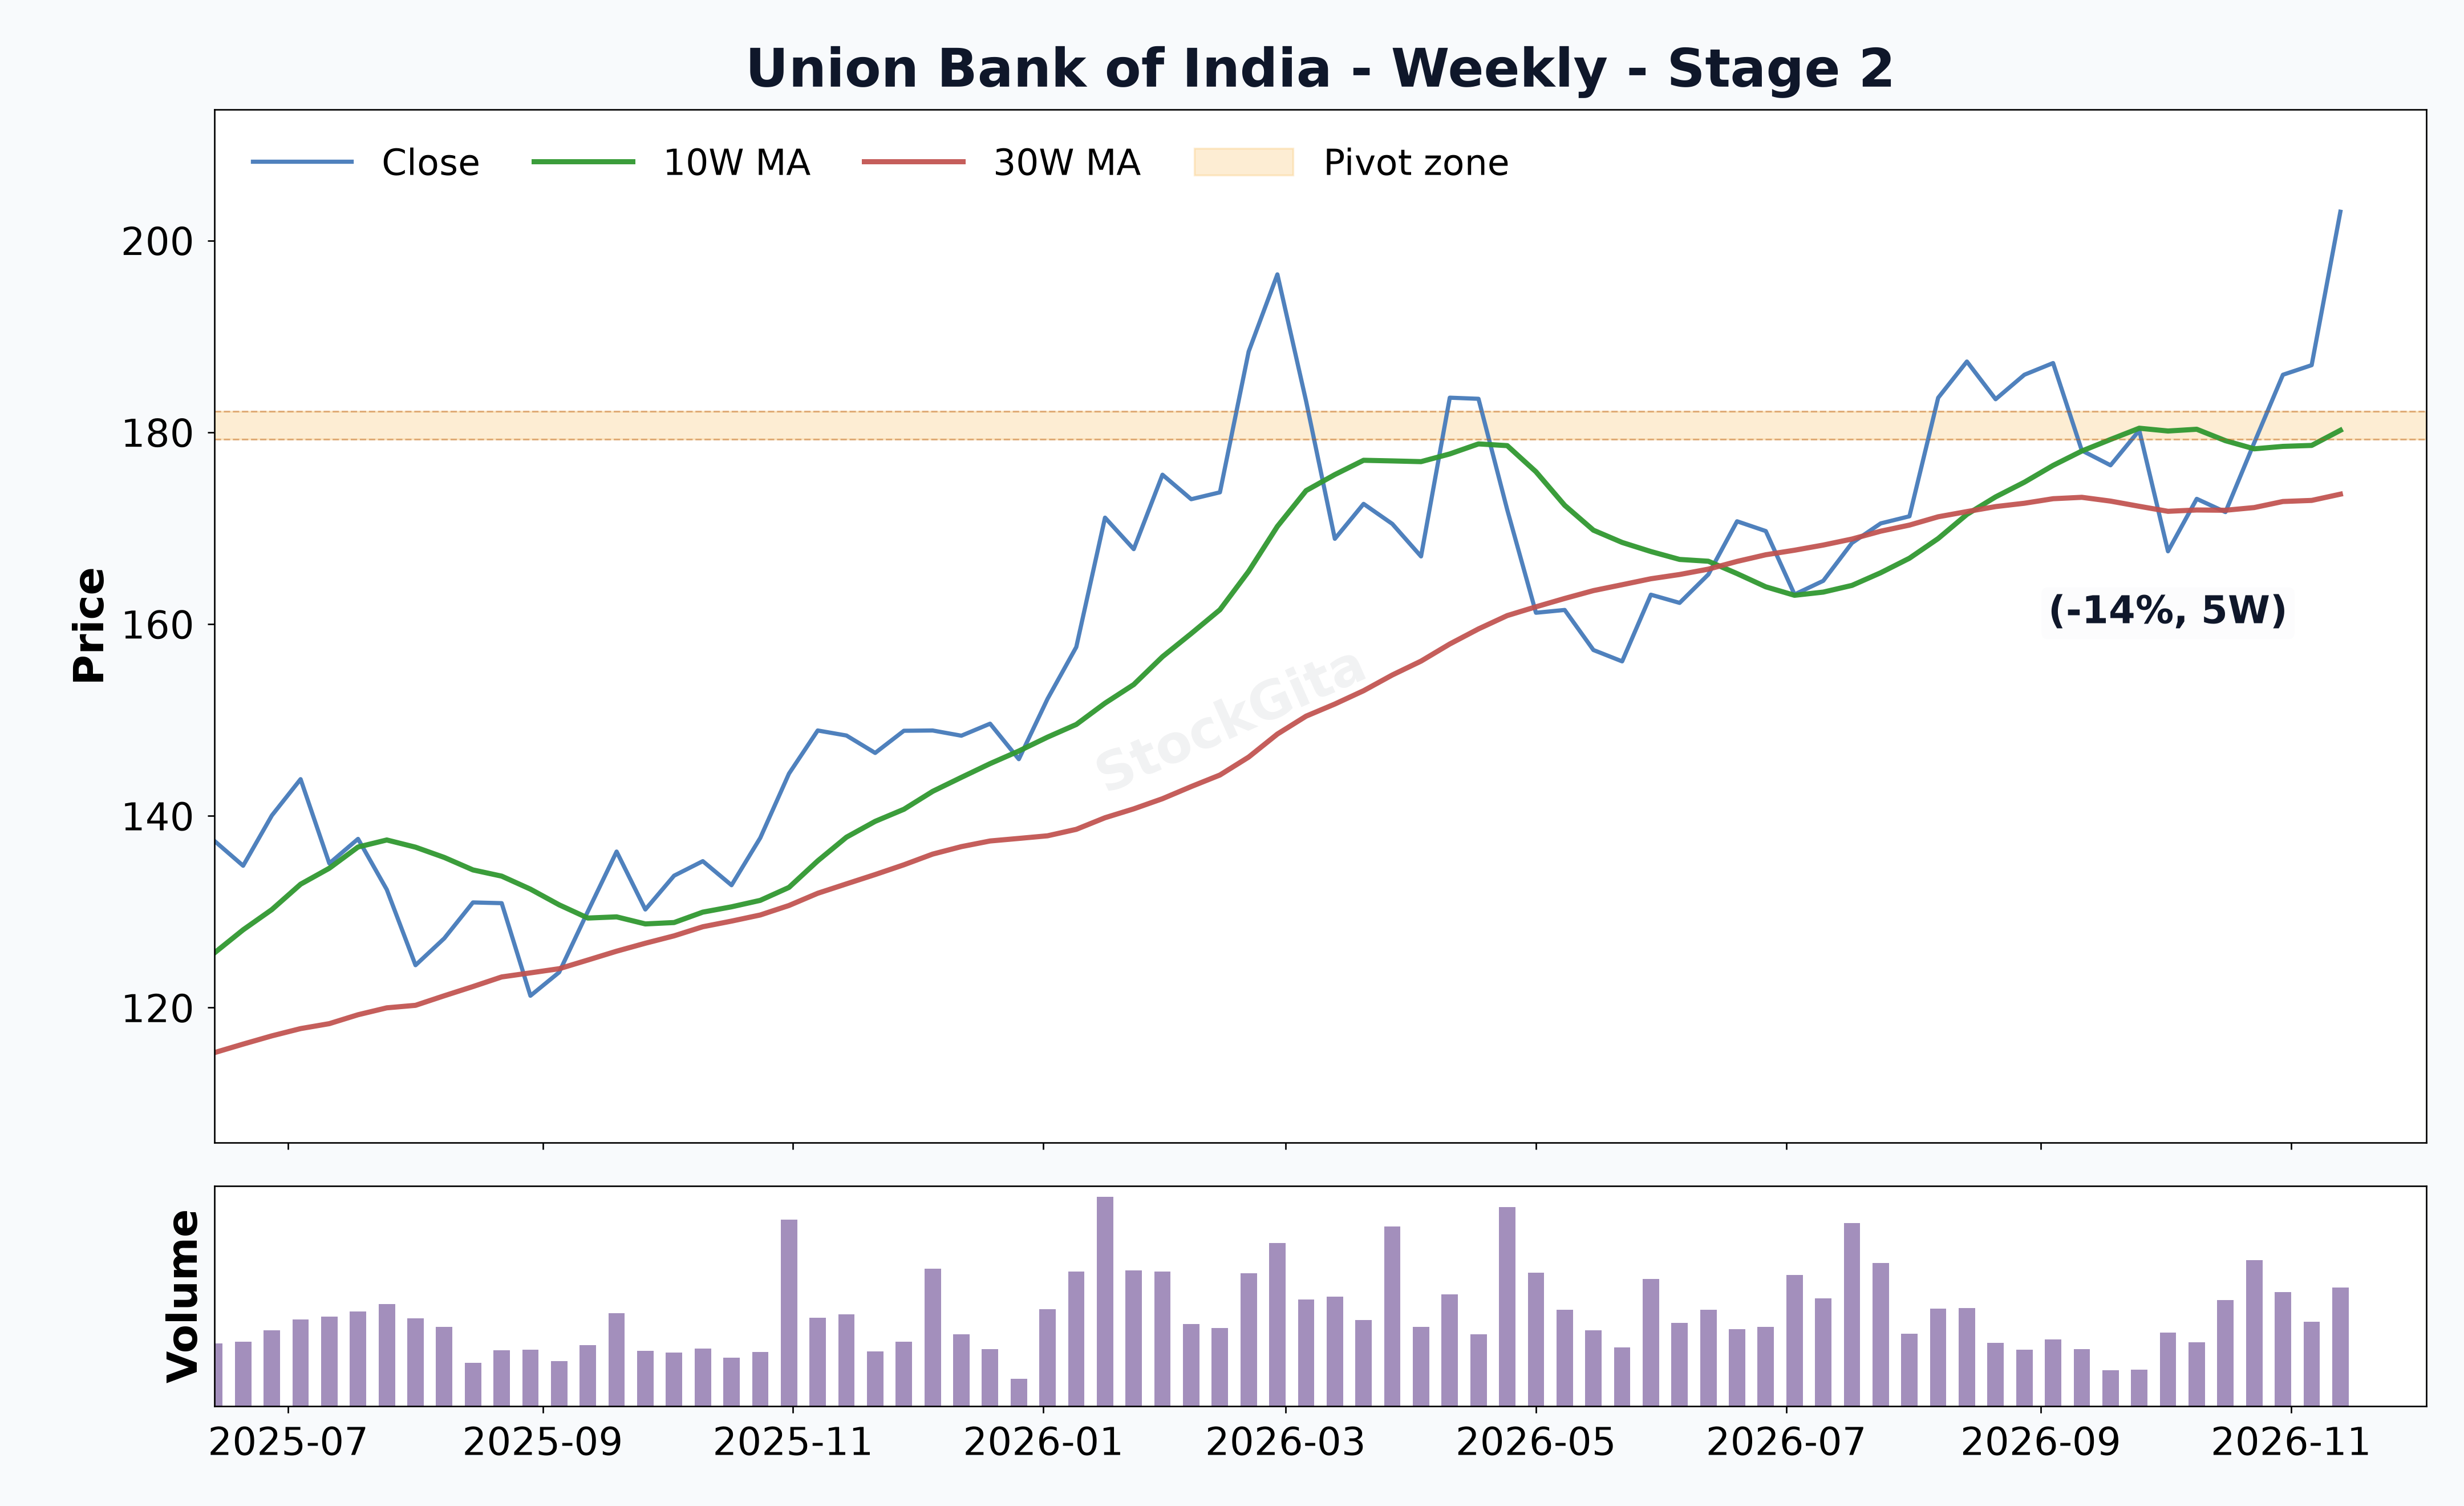 Union Bank of India - Weekly - Stage 2
Close 10W MA 30W MA Pivot zone
200
180
160
140
120
Price
(-14%, 5W)
StockGita
Volume
2025-07 2025-09 2025-11 2026-01 2026-03 2026-05 2026-07 2026-09 2026-11